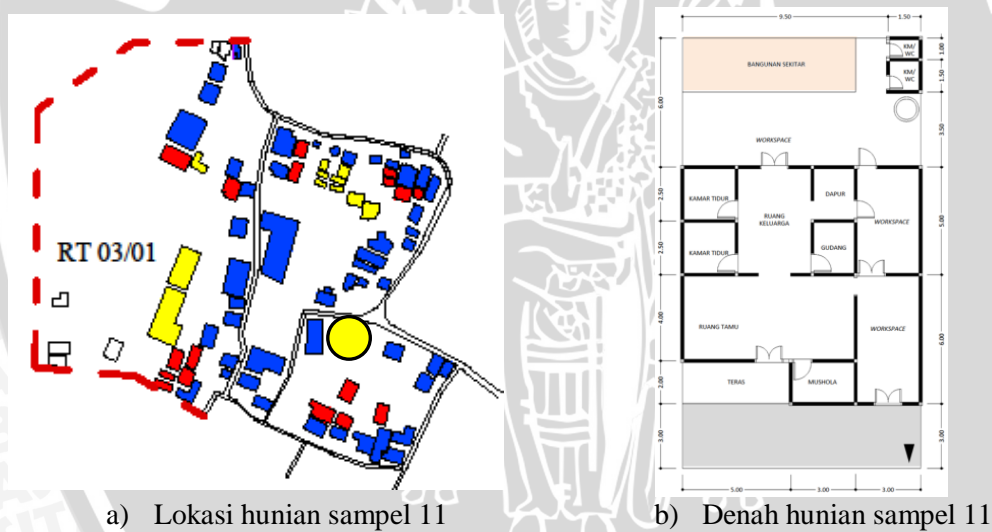 RT 03/01
a) Lokasi hunian sampel 11
9.50
1.50
BANGUNAN SEKITAR
KM/
WC
KM/
WC
1.00
1.50
6.00
3.50
WORKSPACE
KAMAR TIDUR
DAPUR
RUANG
KELUARGA
WORKSPACE
KAMAR TIDUR
GUDANG
2.50
2.50
5.00
RUANG TAMU
WORKSPACE
4.00
6.00
TERAS
MUSHOLA
2.00
3.00
3.00
5.00
3.00
3.00
b) Denah hunian sampel 11